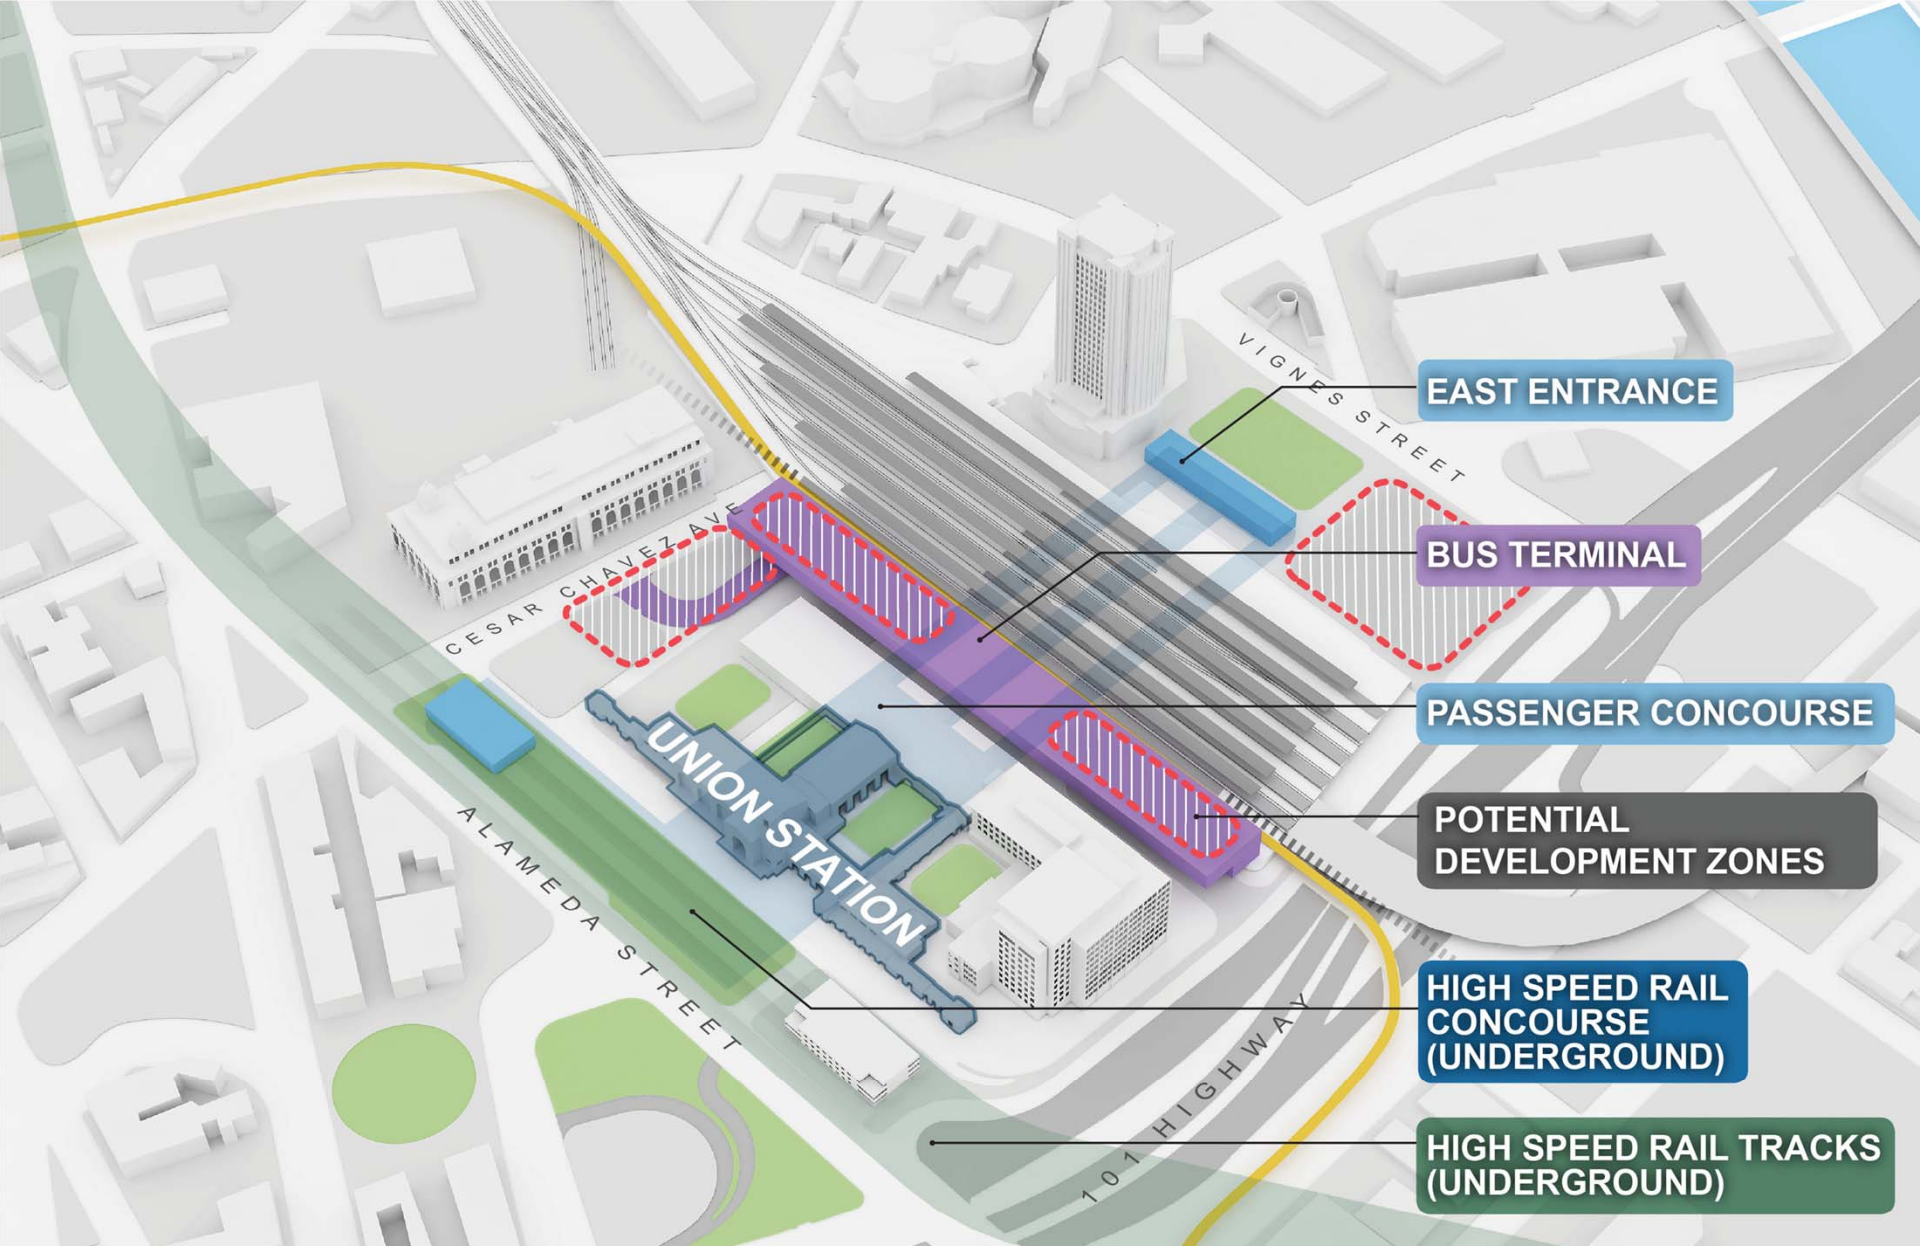 VIGNES STREET
EAST ENTRANCE
CESAR CHAVEZ AVE
BUS TERMINAL
PASSENGER CONCOURSE
UNION STATION
POTENTIAL
DEVELOPMENT ZONES
ALAMEDA STREET
HIGH SPEED RAIL
CONCOURSE
(UNDERGROUND)
101 HIGHWAY
HIGH SPEED RAIL TRACKS
(UNDERGROUND)